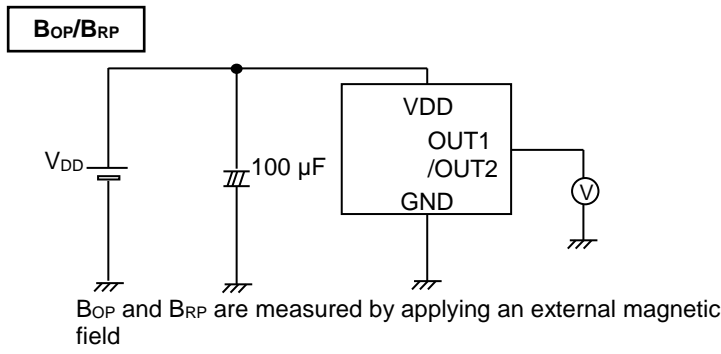 BOP/BRP
VDD
100 µF
VDD
OUT1
/OUT2
GND
V
BOP and BRP are measured by applying an external magnetic
field